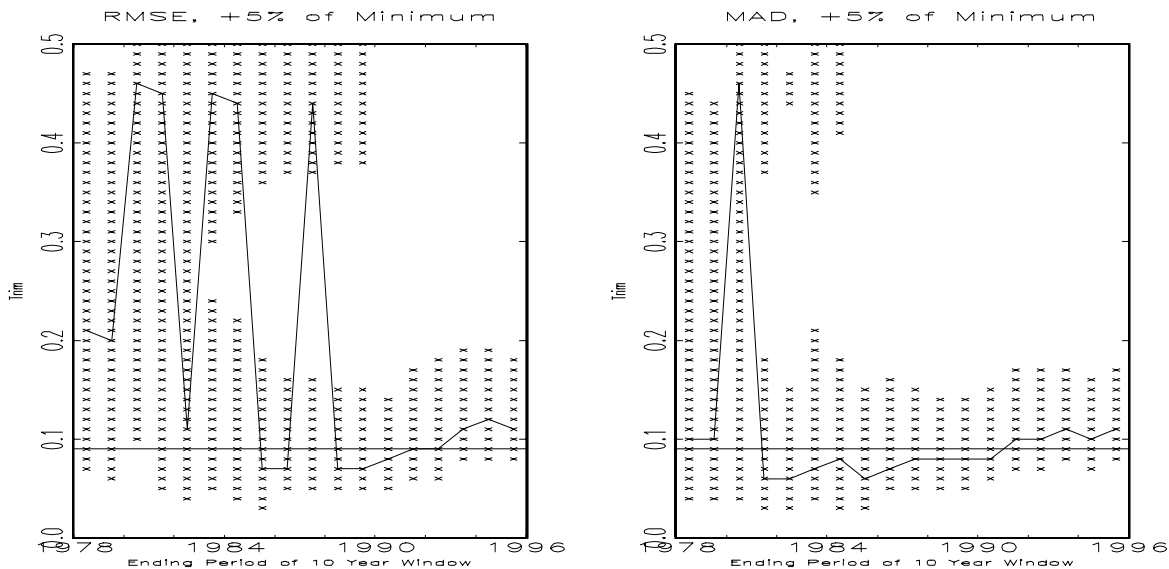 RMSE, +5% of Minimum
0.5
0.4
0.3
0.2
0.1
0.0
Trim
1978 1984 1990 1996
Ending Period of 10 Year Window
MAD, +5% of Minimum
0.5
0.4
0.3
0.2
0.1
0.0
Trim
1978 1984 1990 1996
Ending Period of 10 Year Window